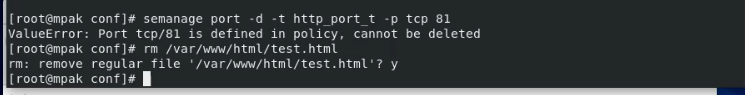 [root@mpak conf]# semanage port -d -t http_port_t -p tcp 81
ValueError: Port tcp/81 is defined in policy, cannot be deleted
[root@mpak conf]# rm /var/www/html/test.html
rm: remove regular file '/var/www/html/test.html'? y
[root@mpak conf]#